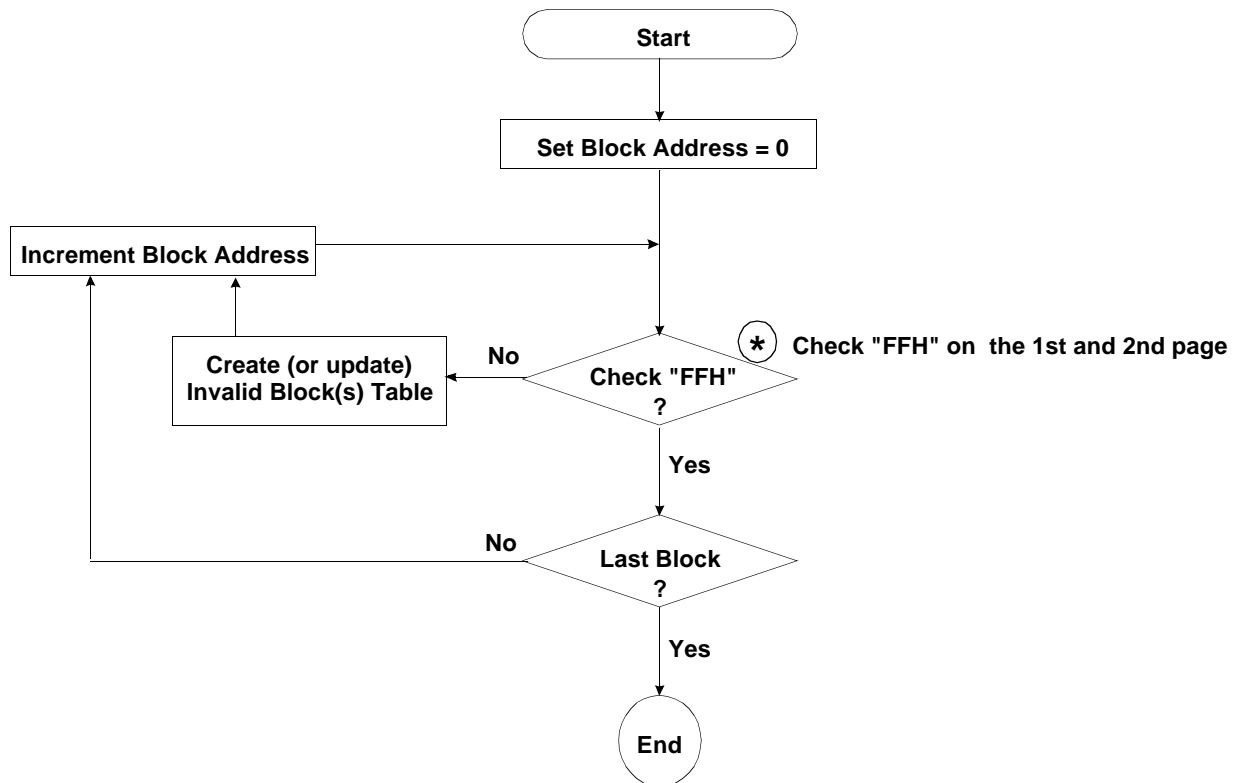 Start
Set Block Address = 0
Increment Block Address
* Check "FFH" on the 1st and 2nd page
No
Create (or update)
Invalid Block(s) Table
Check "FFH"
?
Yes
No
Last Block
?
Yes
End